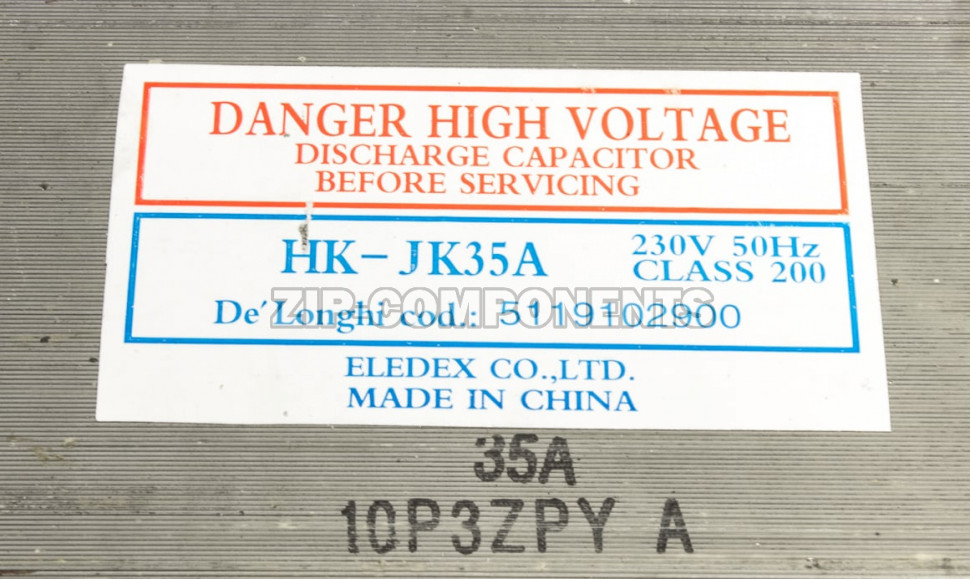 DANGER HIGH VOLTAGE
DISCHARGE CAPACITOR
BEFORE SERVICING
HK-JK35A
230V 50Hz
CLASS 200
ZIP-COMPONENTS
De'Longhi cod.: 5119102900
ELEDEX CO.,LTD.
MADE IN CHINA
35A
10P3ZPY A